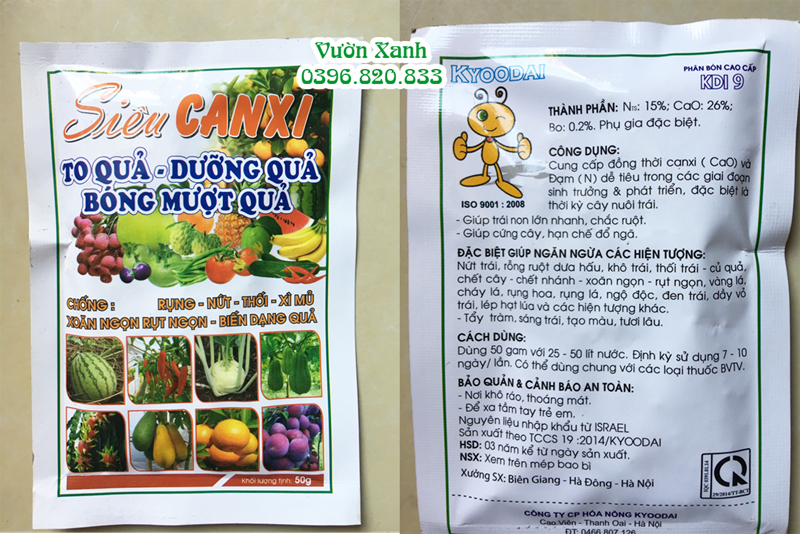 Vườn Xanh
0396.820.833
Siêu CANXI
TO QUẢ - DƯỠNG QUẢ
BÓNG MƯỢT QUẢ
CHỐNG : RỤNG - NỨT - THỐI - XÌ MỦ
XOĂN NGỌN RỤT NGỌN - BIẾN DẠNG QUẢ
Khối lượng tịnh: 50g
KYOODAI
ISO 9001 : 2008
PHÂN BÓN CAO CẤP
KDI 9
THÀNH PHẦN: Nts: 15%; CaO: 26%;
Bo: 0.2%. Phụ gia đặc biệt.
CÔNG DỤNG:
Cung cấp đồng thời canxi ( CaO) và
Đạm ( N) dễ tiêu trong các giai đoạn
sinh trưởng & phát triển, đặc biệt là
thời kỳ cây nuôi trái.
- Giúp trái non lớn nhanh, chắc ruột.
- Giúp cứng cây, hạn chế đổ ngã.
ĐẶC BIỆT GIÚP NGĂN NGỪA CÁC HIỆN TƯỢNG:
Nứt trái, rỗng ruột dưa hấu, khô trái, thối trái - củ quả,
chết cây - chết nhánh - xoăn ngọn - rụt ngọn, vàng lá,
cháy lá, rụng hoa, rụng lá, ngộ độc, đen trái, dầy vỏ
trái, lép hạt lúa và các hiện tượng khác.
- Tẩy tràm, sáng trái, tạo màu, tươi lâu.
CÁCH DÙNG:
Dùng 50 gam với 25 - 50 lít nước. Định kỳ sử dụng 7 - 10
ngày/ lần. Có thể dùng chung với các loại thuốc BVTV.
BẢO QUẢN & CẢNH BÁO AN TOÀN:
- Nơi khô ráo, thoáng mát.
- Để xa tầm tay trẻ em.
Nguyên liệu nhập khẩu từ ISRAEL
Sản xuất theo TCCS 19 :2014/KYOODAI
HSD: 03 năm kể từ ngày sản xuất.
NSX: Xem trên mép bao bì
Xưởng SX: Biên Giang - Hà Đông - Hà Nội
29/2014/TT-BCT
CÔNG TY CP HÓA NÔNG KYOODAI
Cao Viên - Thanh Oai - Hà Nội
ĐT: 0466 807 126